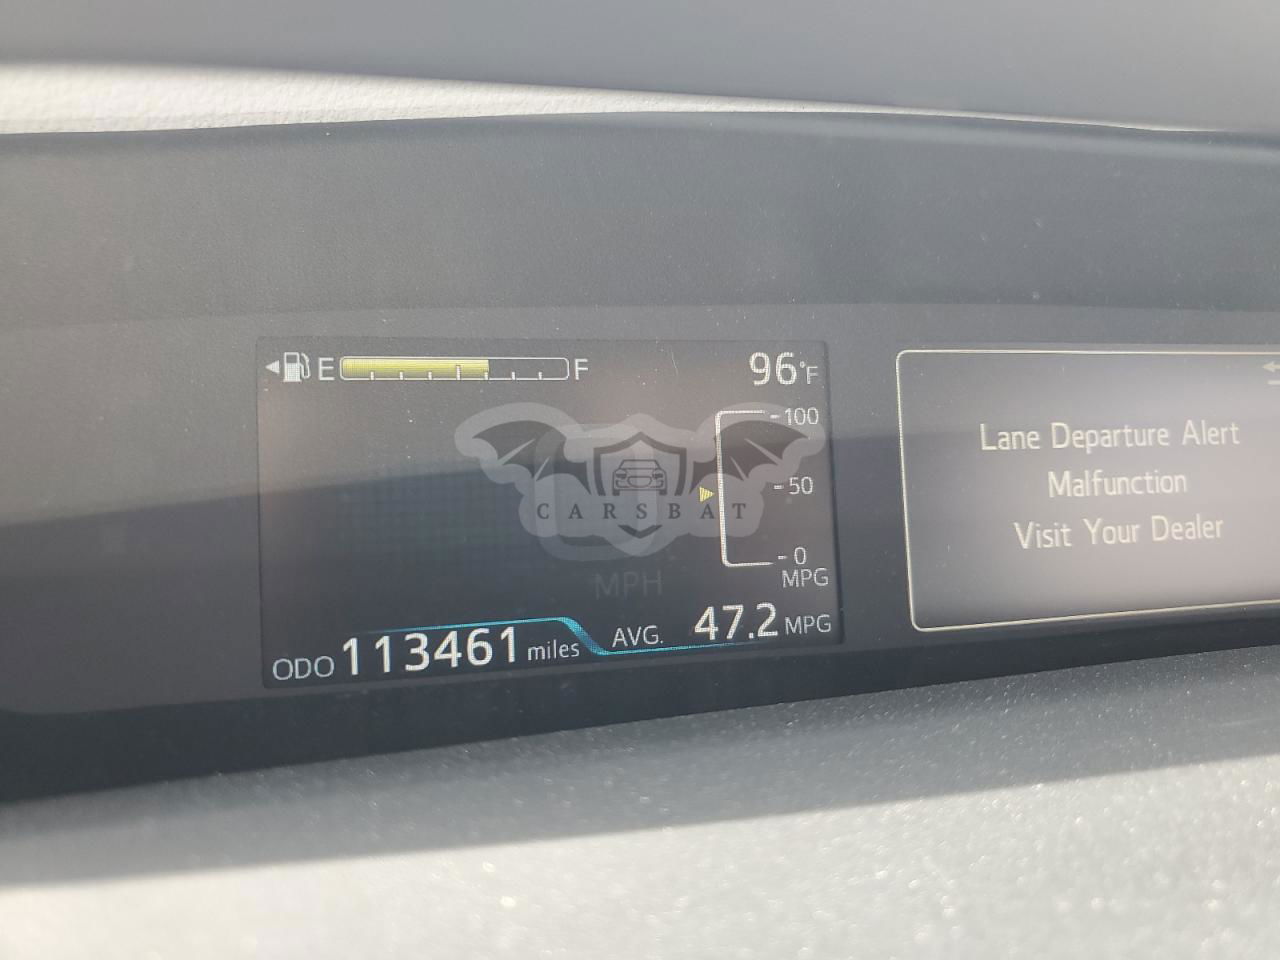 E F 96°F
100
50
0
MPG
MPH
ODO 113461 miles AVG. 47.2 MPG
Lane Departure Alert
Malfunction
Visit Your Dealer
CARSBAT